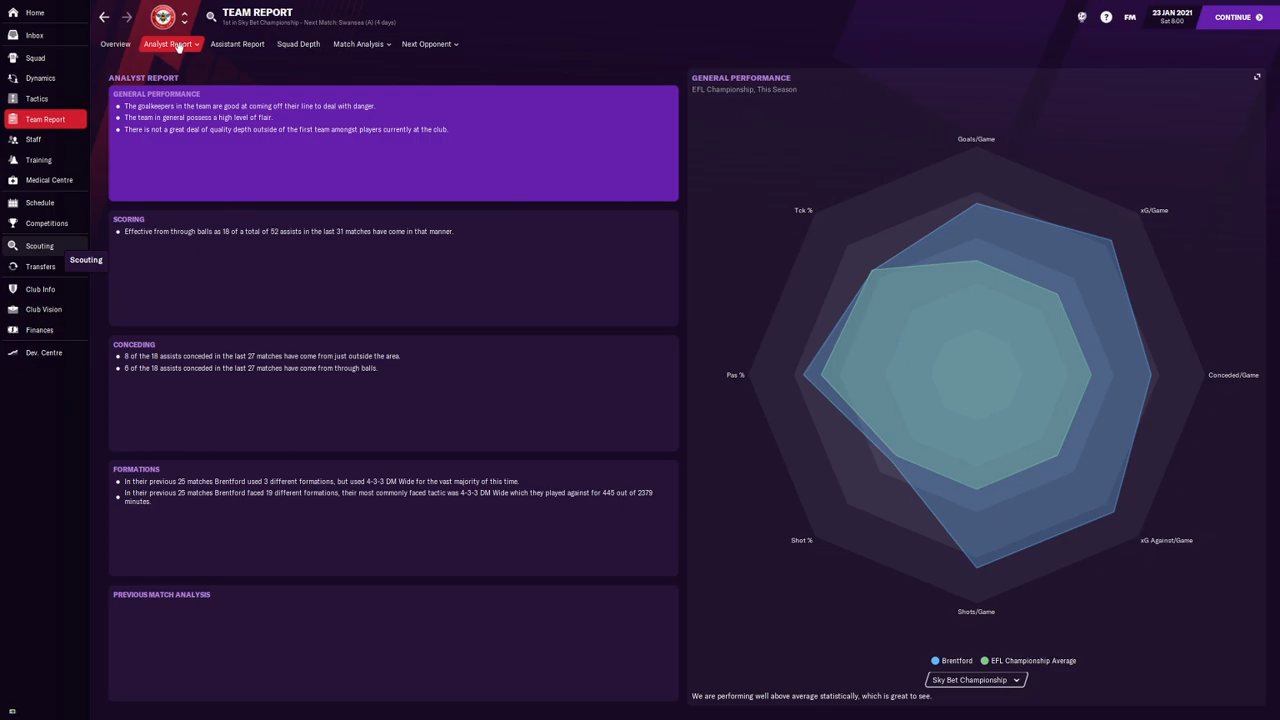 Home
Inbox
Squad
Dynamics
Tactics
Team Report
Staff
Training
Medical Centre
Schedule
Competitions
Scouting
Scouting
Transfers
Club Info
Club Vision
Finances
Dev. Centre
TEAM REPORT
1st in Sky Bet Championship - Next Match: Swansea (A) (4 days)
23 JAN 2021
Sat 8:00
FM
CONTINUE
Overview
Analyst Report
Assistant Report
Squad Depth
Match Analysis
Next Opponent
ANALYST REPORT
GENERAL PERFORMANCE
The goalkeepers in the team are good at coming off their line to deal with danger.
The team in general possess a high level of flair.
There is not a great deal of quality depth outside of the first team amongst players currently at the club.
SCORING
Effective from through balls as 18 of a total of 52 assists in the last 31 matches have come in that manner.
CONCEDING
8 of the 18 assists conceded in the last 27 matches have come from just outside the area.
6 of the 18 assists conceded in the last 27 matches have come from through balls.
FORMATIONS
In their previous 25 matches Brentford used 3 different formations, but used 4-3-3 DM Wide for the vast majority of this time.
In their previous 25 matches Brentford faced 19 different formations, their most commonly faced tactic was 4-3-3 DM Wide which they played against for 445 out of 2379
minutes.
PREVIOUS MATCH ANALYSIS
GENERAL PERFORMANCE
EFL Championship, This Season
Goals/Game
Tck %
xG/Game
Pas %
Conceded/Game
Shot %
xG Against/Game
Shots/Game
Brentford
EFL Championship Average
Sky Bet Championship
We are performing well above average statistically, which is great to see.